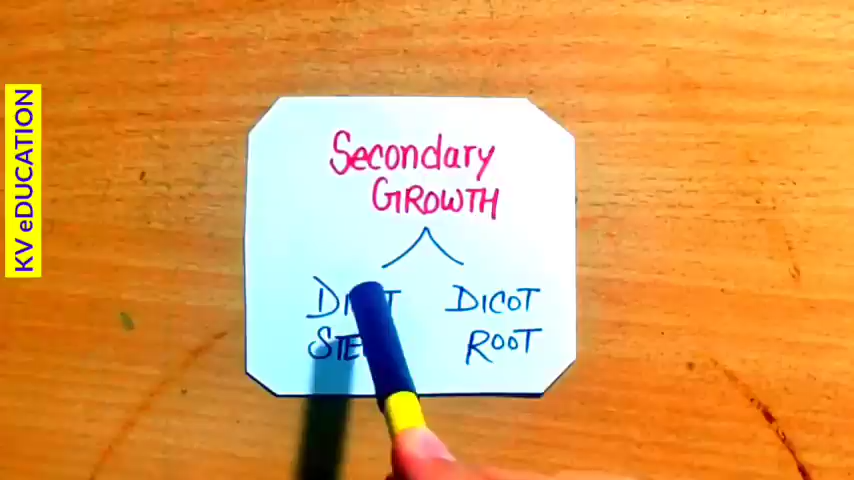 KV eDUCATION
Secondary
GROWTH
DICOT
ROOT